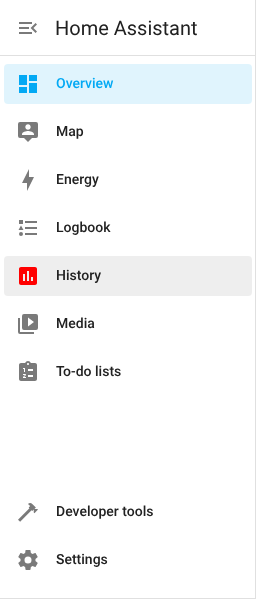 Home Assistant
Overview
Map
Energy
Logbook
History
Media
To-do lists
Developer tools
Settings